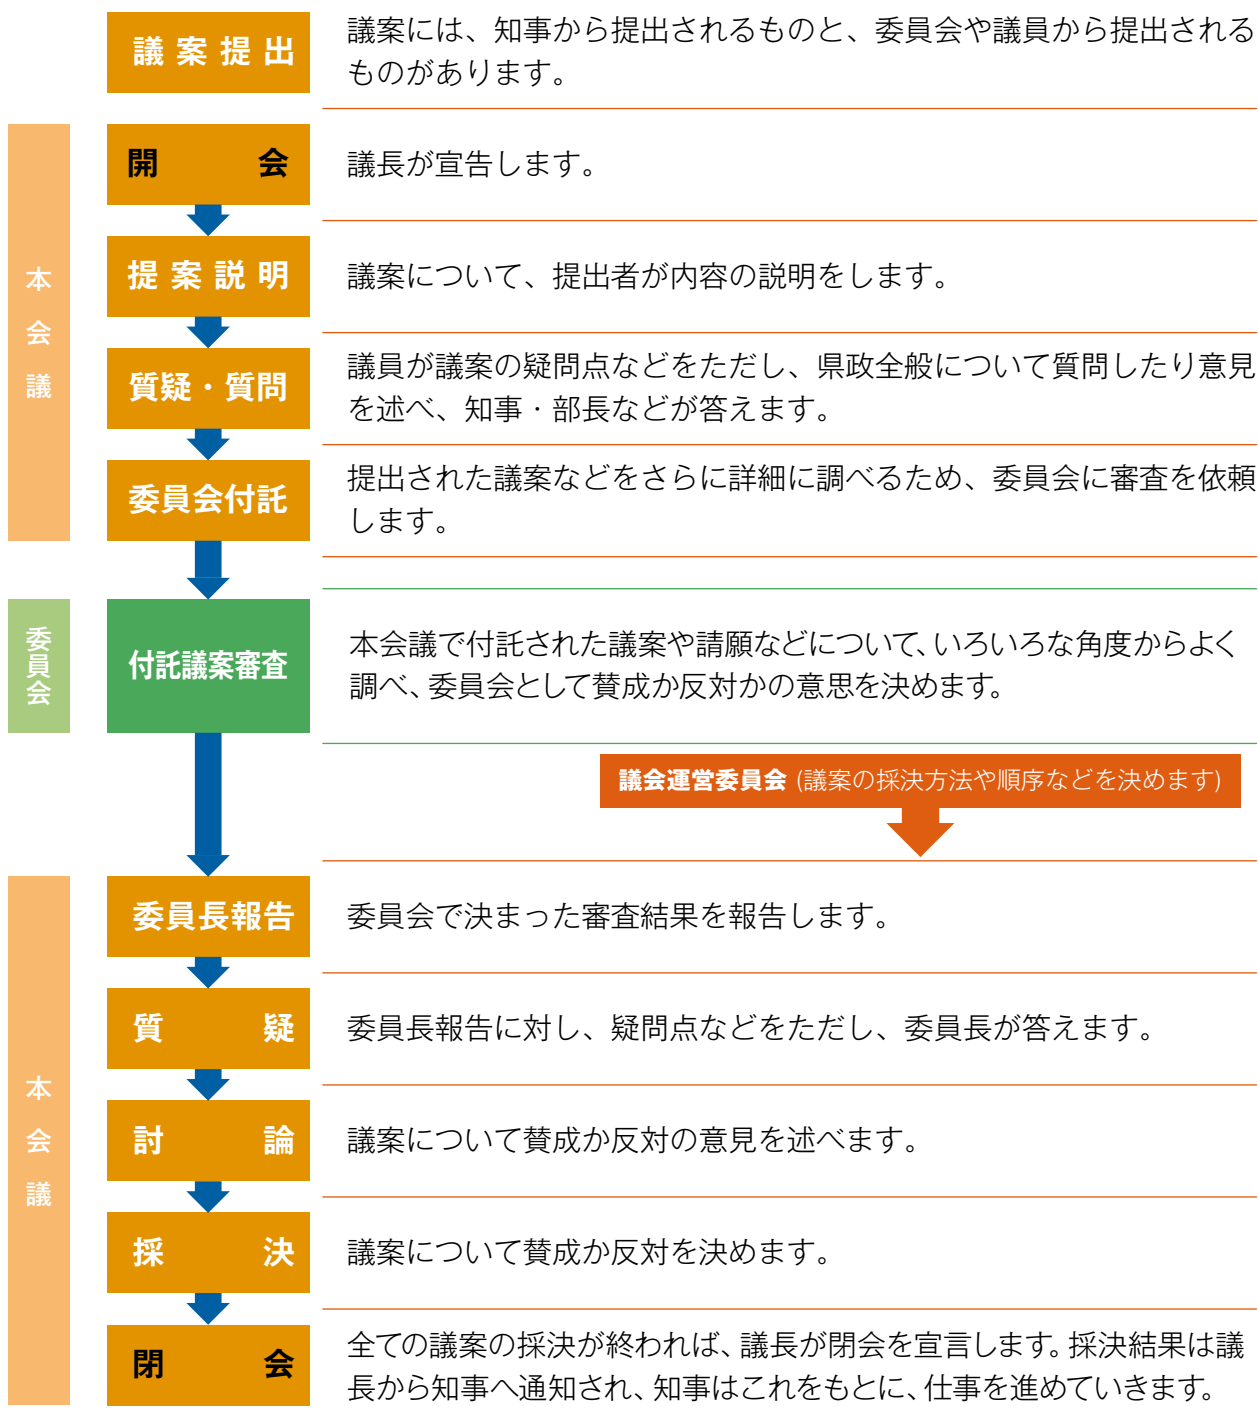 議案提出
議案には、知事から提出されるものと、委員会や議員から提出される
ものがあります。
本会議
開会
議長が宣告します。
提案説明
議案について、提出者が内容の説明をします。
質疑・質問
議員が議案の疑問点などをただし、県政全般について質問したり意見
を述べ、知事・部長などが答えます。
委員会付託
提出された議案などをさらに詳細に調べるため、委員会に審査を依頼
します。
委員会
付託議案審査
本会議で付託された議案や請願などについて、いろいろな角度からよく
調べ、委員会として賛成か反対かの意思を決めます。
議会運営委員会 (議案の採決方法や順序などを決めます)
本会議
委員長報告
委員会で決まった審査結果を報告します。
質疑
委員長報告に対し、疑問点などをただし、委員長が答えます。
討論
議案について賛成か反対の意見を述べます。
採決
議案について賛成か反対を決めます。
閉会
全ての議案の採決が終われば、議長が閉会を宣言します。採決結果は議
長から知事へ通知され、知事はこれをもとに、仕事を進めていきます。